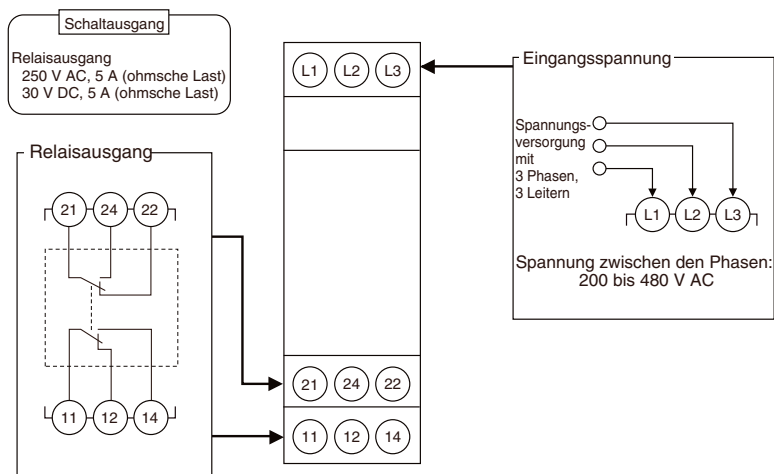 Schaltausgang
Relaisausgang
250 V AC, 5 A (ohmsche Last)
30 V DC, 5 A (ohmsche Last)
L1 L2 L3
Eingangsspannung
Spannungs-
versorgung
mit
3 Phasen,
3 Leitern
L1 L2 L3
Spannung zwischen den Phasen:
200 bis 480 V AC
Relaisausgang
21 24 22
11 12 14
21 24 22
11 12 14